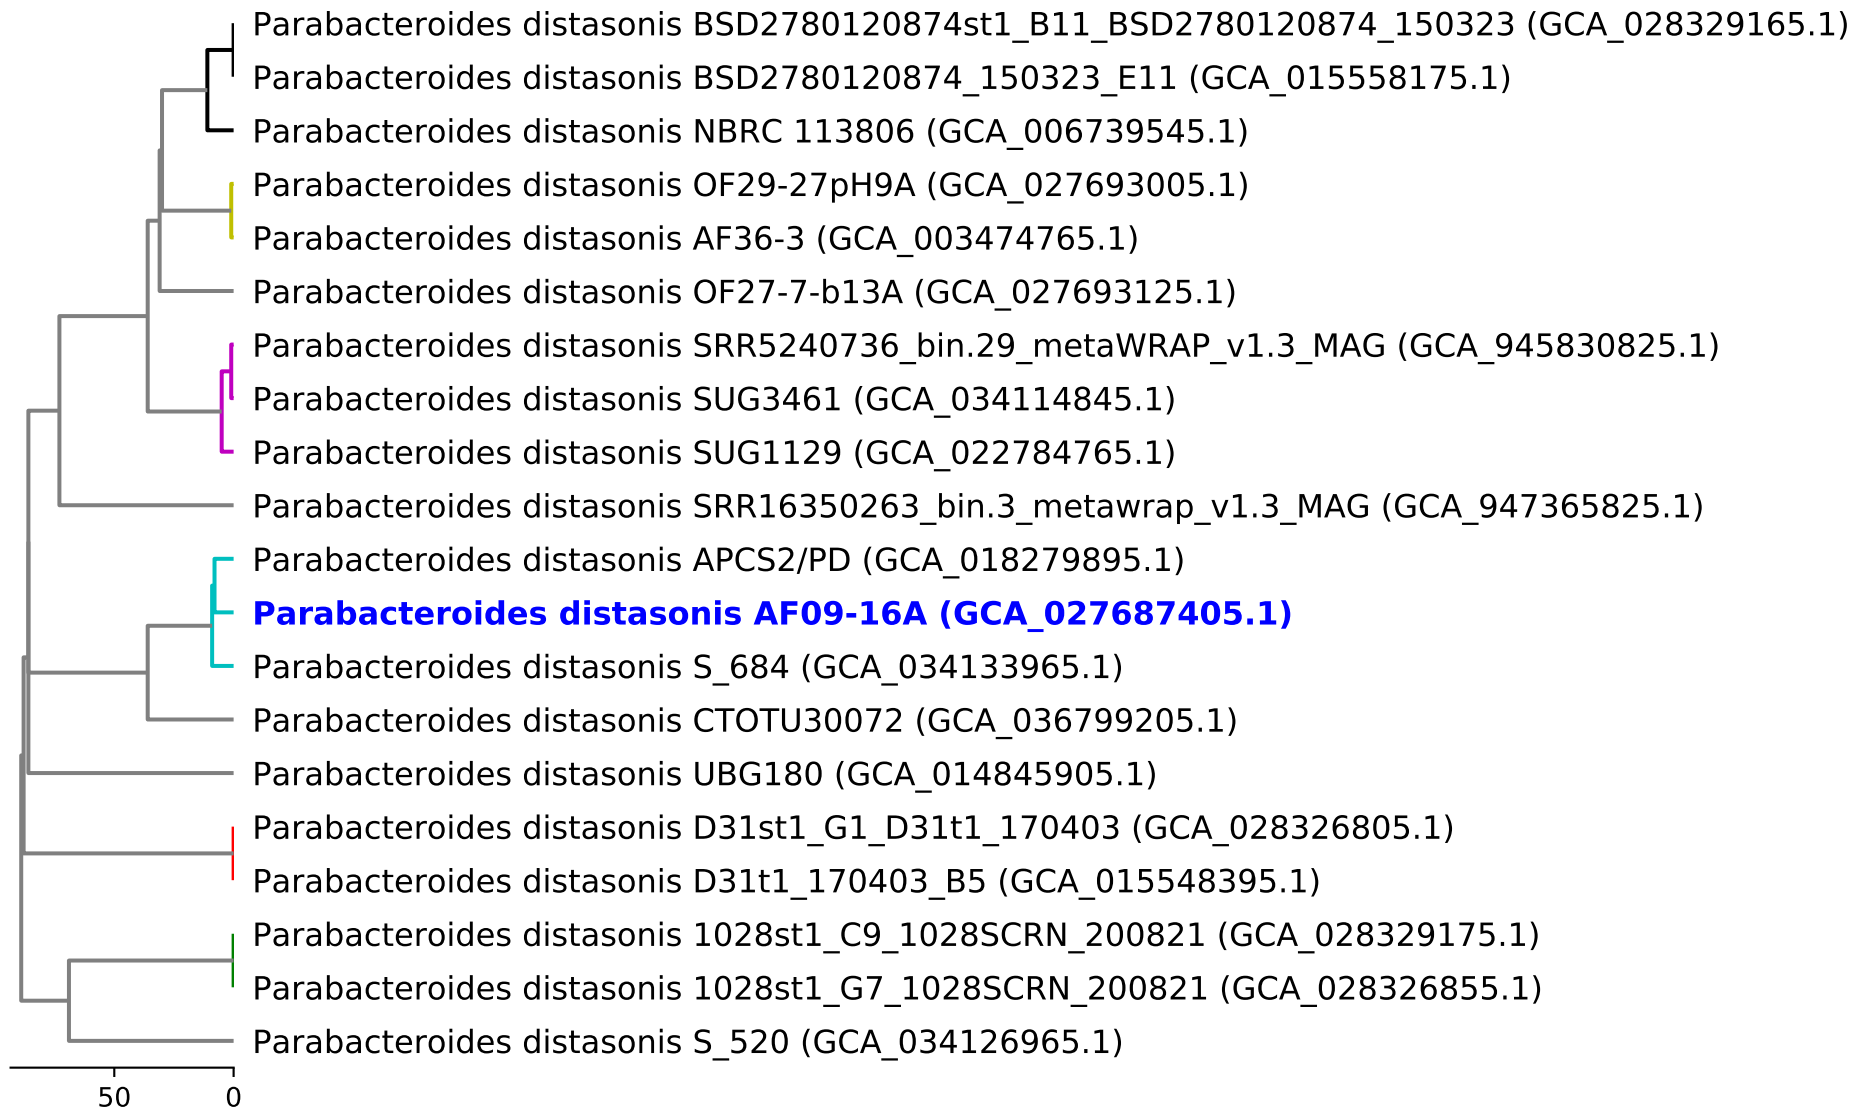 Parabacteroides distasonis BSD2780120874st1_B11_BSD2780120874_150323 (GCA_028329165.1)
Parabacteroides distasonis BSD2780120874_150323_E11 (GCA_015558175.1)
Parabacteroides distasonis NBRC 113806 (GCA_006739545.1)
Parabacteroides distasonis OF29-27pH9A (GCA_027693005.1)
Parabacteroides distasonis AF36-3 (GCA_003474765.1)
Parabacteroides distasonis OF27-7-b13A (GCA_027693125.1)
Parabacteroides distasonis SRR5240736_bin.29_metaWRAP_v1.3_MAG (GCA_945830825.1)
Parabacteroides distasonis SUG3461 (GCA_034114845.1)
Parabacteroides distasonis SUG1129 (GCA_022784765.1)
Parabacteroides distasonis SRR16350263_bin.3_metawrap_v1.3_MAG (GCA_947365825.1)
Parabacteroides distasonis APCS2/PD (GCA_018279895.1)
Parabacteroides distasonis AF09-16A (GCA_027687405.1)
Parabacteroides distasonis S_684 (GCA_034133965.1)
Parabacteroides distasonis CTOTU30072 (GCA_036799205.1)
Parabacteroides distasonis UBG180 (GCA_014845905.1)
Parabacteroides distasonis D31st1_G1_D31t1_170403 (GCA_028326805.1)
Parabacteroides distasonis D31t1_170403_B5 (GCA_015548395.1)
Parabacteroides distasonis 1028st1_C9_1028SCRN_200821 (GCA_028329175.1)
Parabacteroides distasonis 1028st1_G7_1028SCRN_200821 (GCA_028326855.1)
Parabacteroides distasonis S_520 (GCA_034126965.1)
50 0